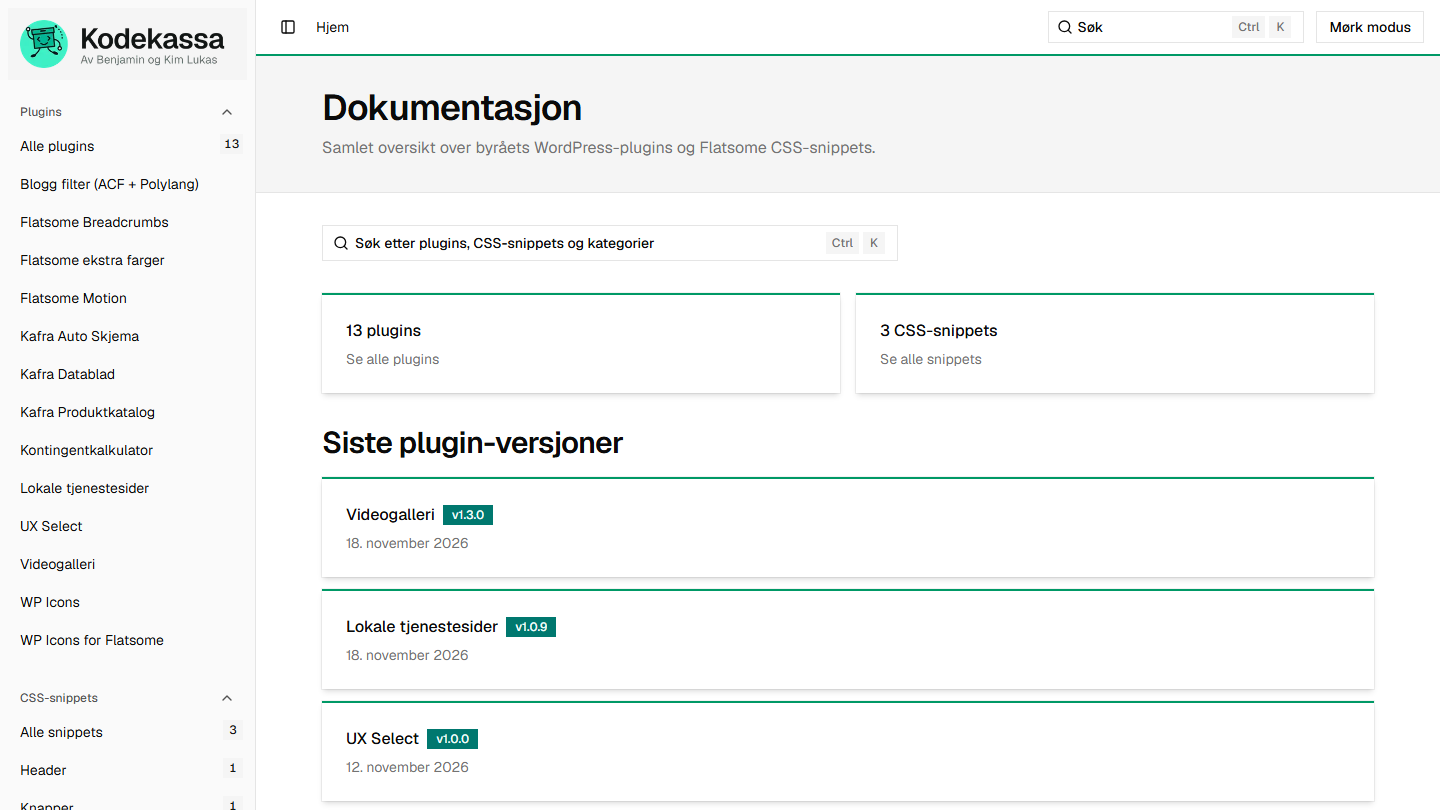 Kodekassa
Av Benjamin og Kim Lukas
Plugins
Alle plugins 13
Blogg filter (ACF + Polylang)
Flatsome Breadcrumbs
Flatsome ekstra farger
Flatsome Motion
Kafra Auto Skjema
Kafra Datablad
Kafra Produktkatalog
Kontingentkalkulator
Lokale tjenestesider
UX Select
Videogalleri
WP Icons
WP Icons for Flatsome
CSS-snippets
Alle snippets 3
Header 1
Knapper 1
Hjem
Søk Ctrl K
Mørk modus
Dokumentasjon
Samlet oversikt over byråets WordPress-plugins og Flatsome CSS-snippets.
Søk etter plugins, CSS-snippets og kategorier Ctrl K
13 plugins
Se alle plugins
3 CSS-snippets
Se alle snippets
Siste plugin-versjoner
Videogalleri v1.3.0
18. november 2026
Lokale tjenestesider v1.0.9
18. november 2026
UX Select v1.0.0
12. november 2026